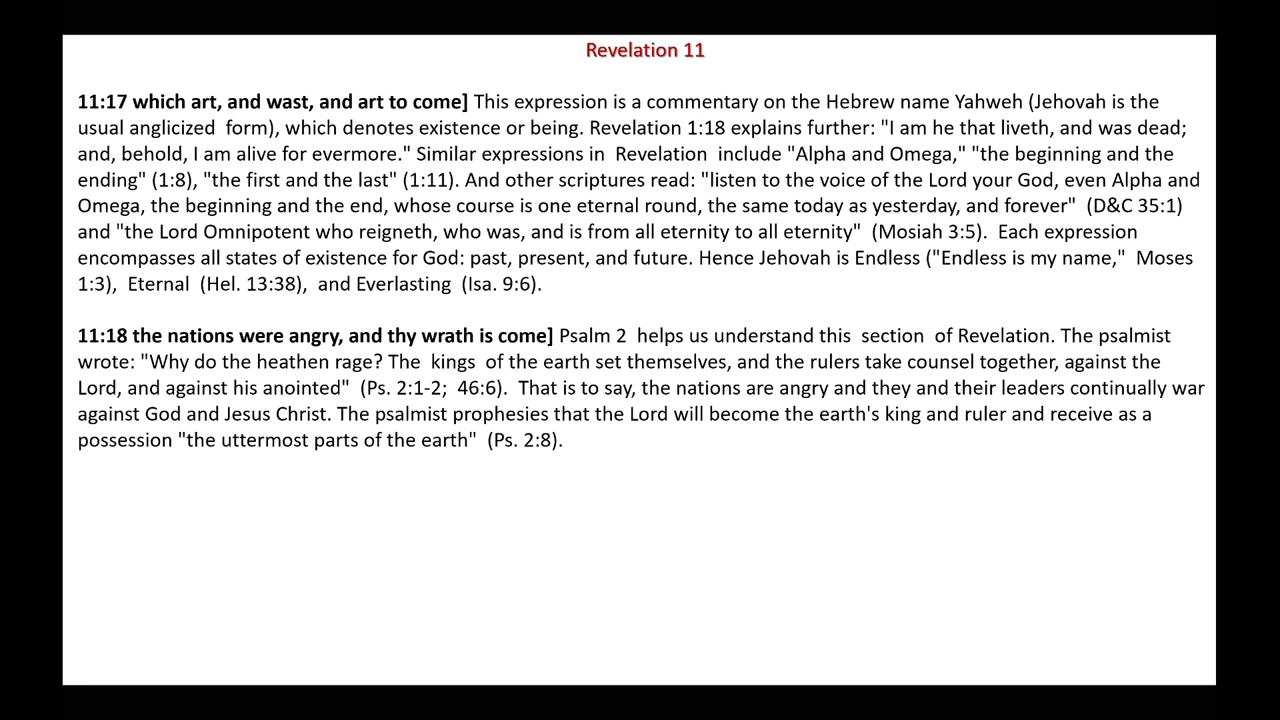 Revelation 11
11:17 which art, and wast, and art to come] This expression is a commentary on the Hebrew name Yahweh (Jehovah is the
usual anglicized form), which denotes existence or being. Revelation 1:18 explains further: "I am he that liveth, and was dead;
and, behold, I am alive for evermore." Similar expressions in Revelation include "Alpha and Omega," "the beginning and the
ending" (1:8), "the first and the last" (1:11). And other scriptures read: "listen to the voice of the Lord your God, even Alpha and
Omega, the beginning and the end, whose course is one eternal round, the same today as yesterday, and forever" (D&C 35:1)
and "the Lord Omnipotent who reigneth, who was, and is from all eternity to all eternity" (Mosiah 3:5). Each expression
encompasses all states of existence for God: past, present, and future. Hence Jehovah is Endless ("Endless is my name," Moses
1:3), Eternal (Hel. 13:38), and Everlasting (Isa. 9:6).
11:18 the nations were angry, and thy wrath is come] Psalm 2 helps us understand this section of Revelation. The psalmist
wrote: "Why do the heathen rage? The kings of the earth set themselves, and the rulers take counsel together, against the
Lord, and against his anointed" (Ps. 2:1-2; 46:6). That is to say, the nations are angry and they and their leaders continually war
against God and Jesus Christ. The psalmist prophesies that the Lord will become the earth's king and ruler and receive as a
possession "the uttermost parts of the earth" (Ps. 2:8).